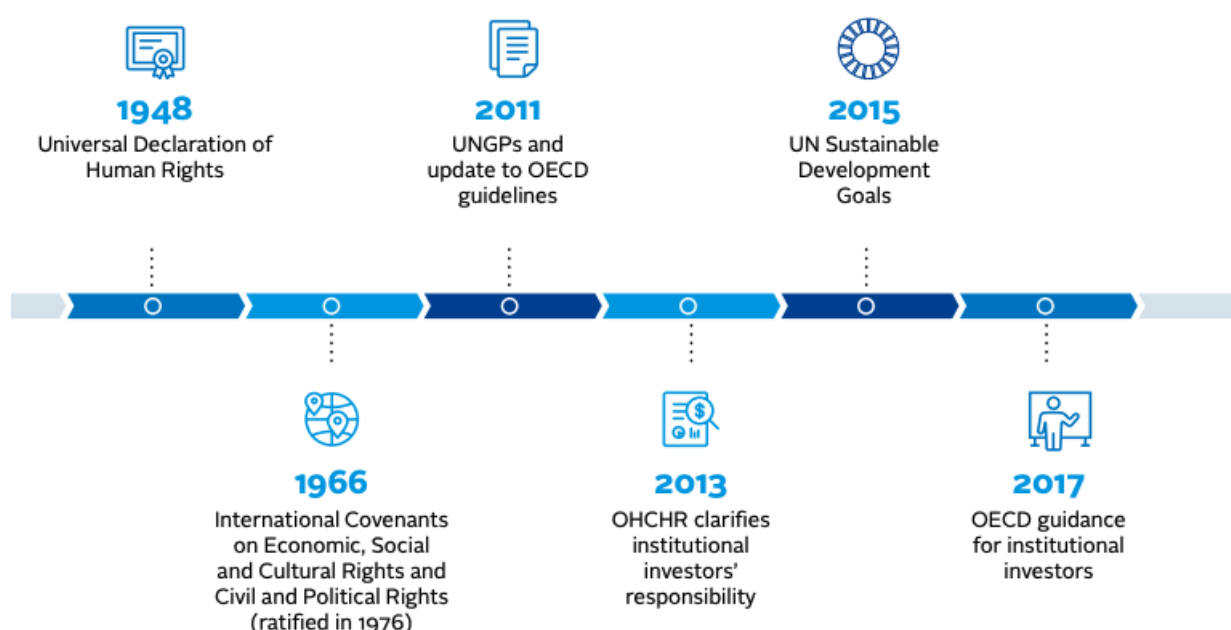 1948
Universal Declaration of
Human Rights
2011
UNGPs and
update to OECD
guidelines
2015
UN Sustainable
Development
Goals
1966
International Covenants
on Economic, Social
and Cultural Rights and
Civil and Political Rights
(ratified in 1976)
2013
OHCHR clarifies
institutional
investors’
responsibility
2017
OECD guidance
for institutional
investors